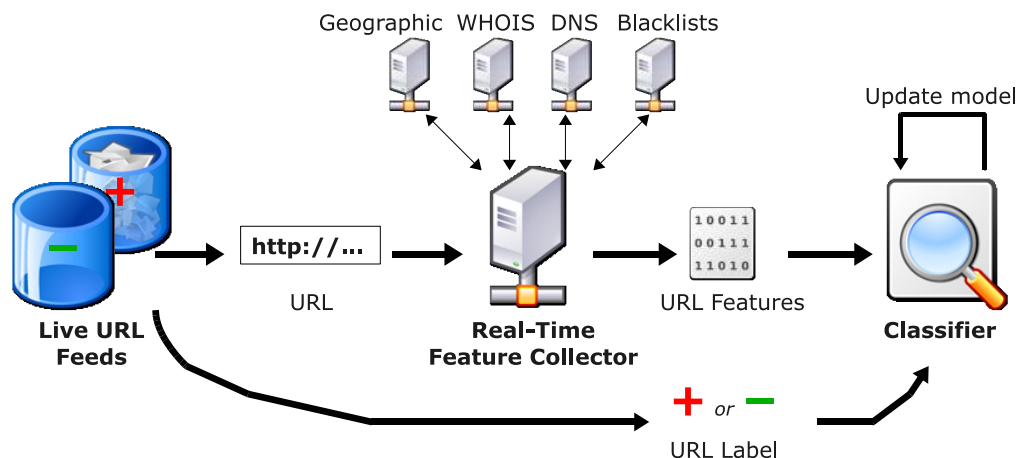 Geographic WHOIS DNS Blacklists
Update model
http://...
10011
00111
11010
URL
URL Features
Live URL
Feeds
Real-Time
Feature Collector
Classifier
+ or −
URL Label